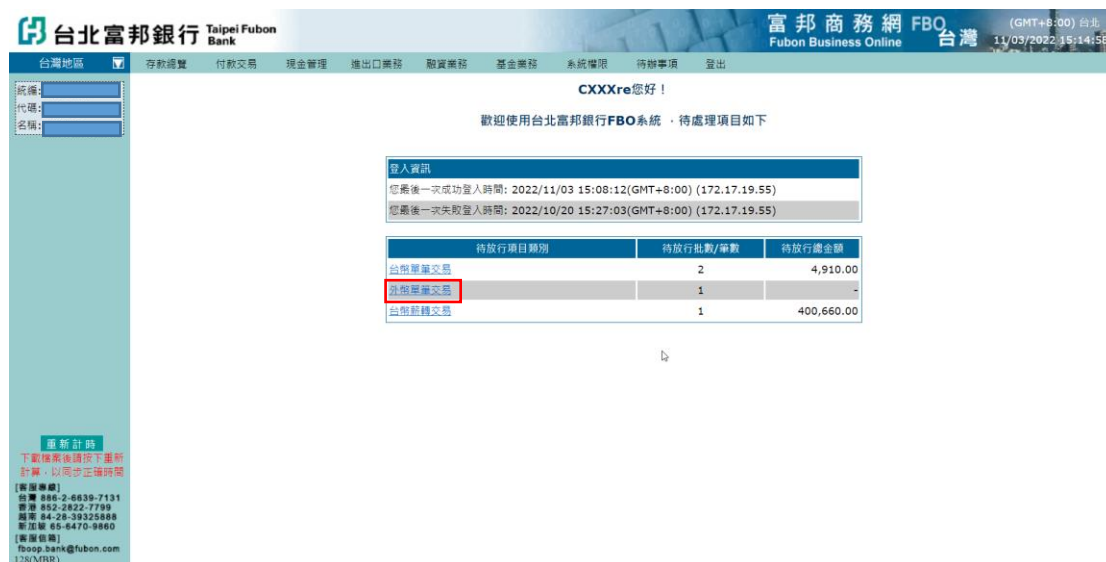 台北富邦銀行 Taipei Fubon Bank
富邦商務網 FBO台灣
Fubon Business Online
(GMT+8:00) 台北
11/03/2022 15:14:58
台灣地區 存款總覽 付款交易 現金管理 進出口業務 融資業務 基金業務 系統權限 待辦事項 登出
統編:
代碼:
名稱:
CXXXre您好！
歡迎使用台北富邦銀行FBO系統 ，待處理項目如下
登入資訊
您最後一次成功登入時間: 2022/11/03 15:08:12(GMT+8:00) (172.17.19.55)
您最後一次失敗登入時間: 2022/10/20 15:27:03(GMT+8:00) (172.17.19.55)
待放行項目類別 待放行批數/筆數 待放行總金額
台幣單筆交易 2 4,910.00
外幣單筆交易 1 -
台幣薪轉交易 1 400,660.00
重新計時
下載檔案後請按下重新
計算，以同步正確時間
[客服專線]
台灣 886-2-6639-7131
香港 852-2822-7799
越南 84-28-39325888
新加坡 65-6470-9860
[客服信箱]
fboop.bank@fubon.com
128(MBR)